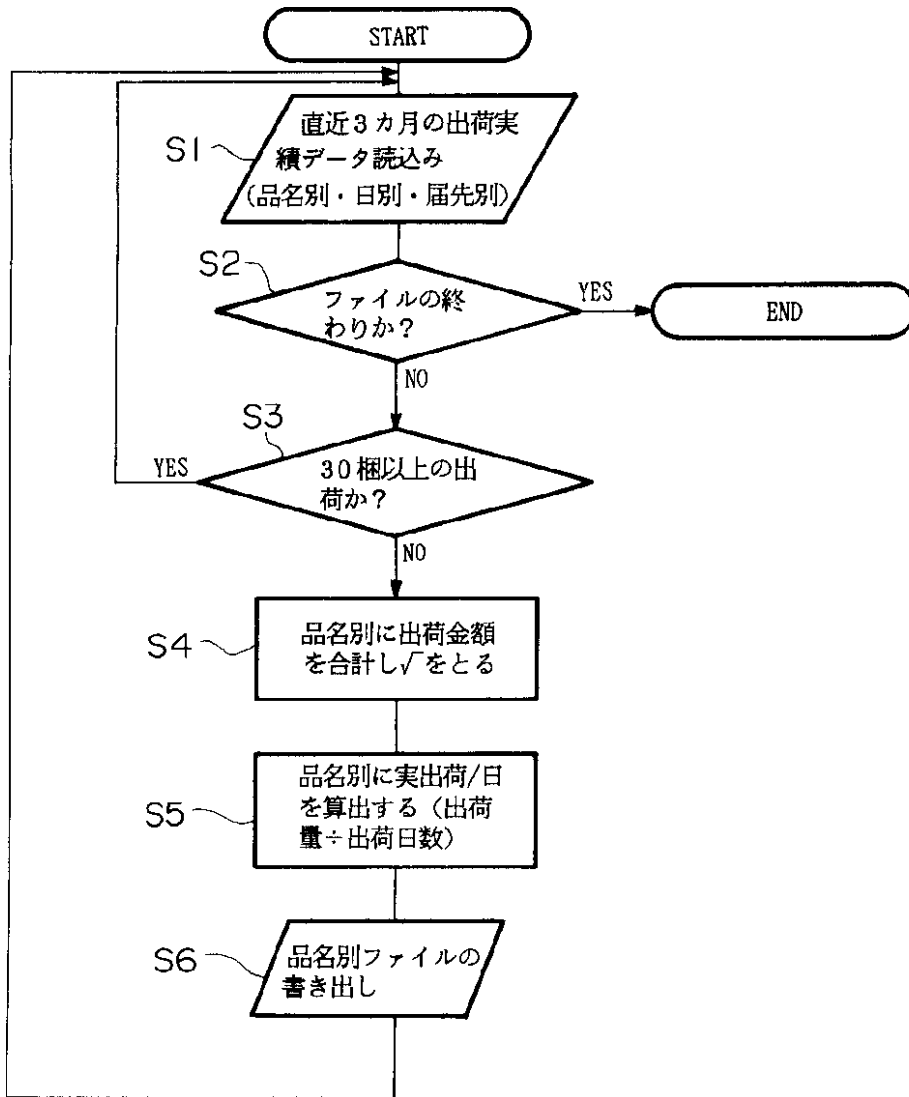 START
S1
直近3カ月の出荷実
績データ読込み
(品名別・日別・届先別)
S2
ファイルの終
わりか?
YES
END
NO
S3
YES
30梱以上の出
荷か?
NO
S4
品名別に出荷金額
を合計し√をとる
S5
品名別に実出荷/日
を算出する(出荷
量÷出荷日数)
S6
品名別ファイルの
書き出し